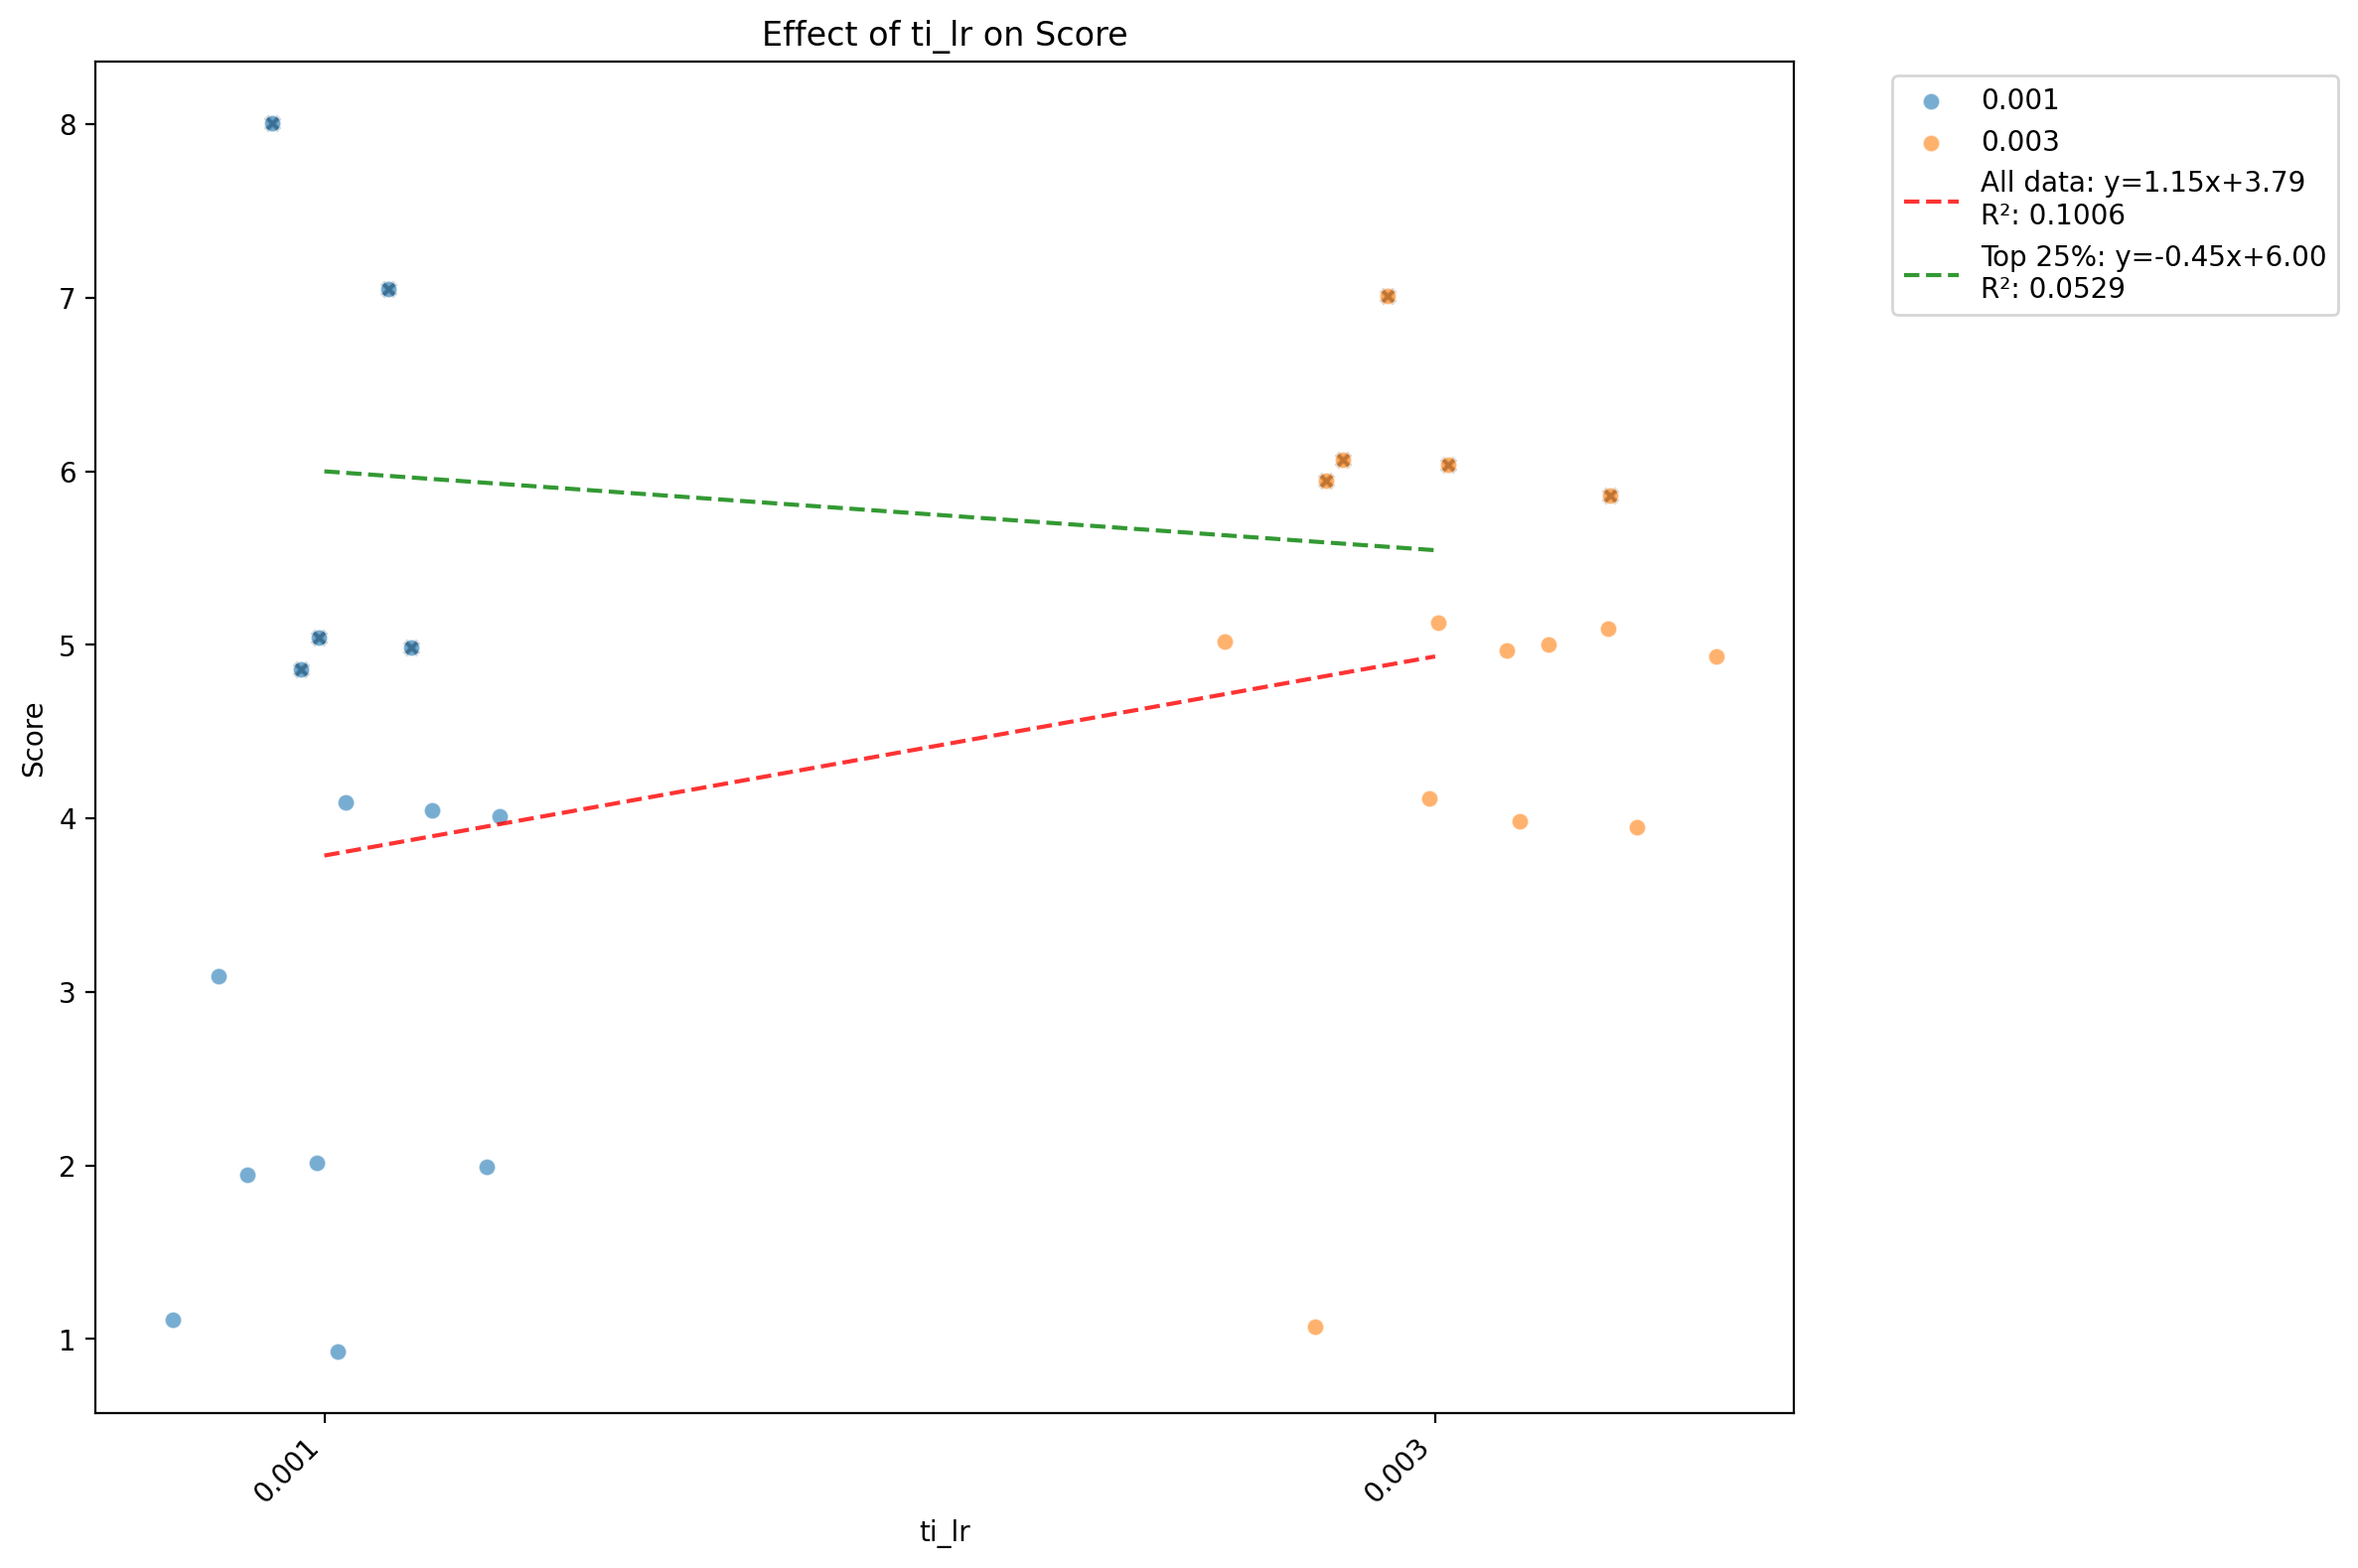 Effect of ti_lr on Score
8
7
6
5
4
3
2
1
Score
0.001
0.003
ti_lr
0.001
0.003
All data: y=1.15x+3.79
R²: 0.1006
Top 25%: y=-0.45x+6.00
R²: 0.0529